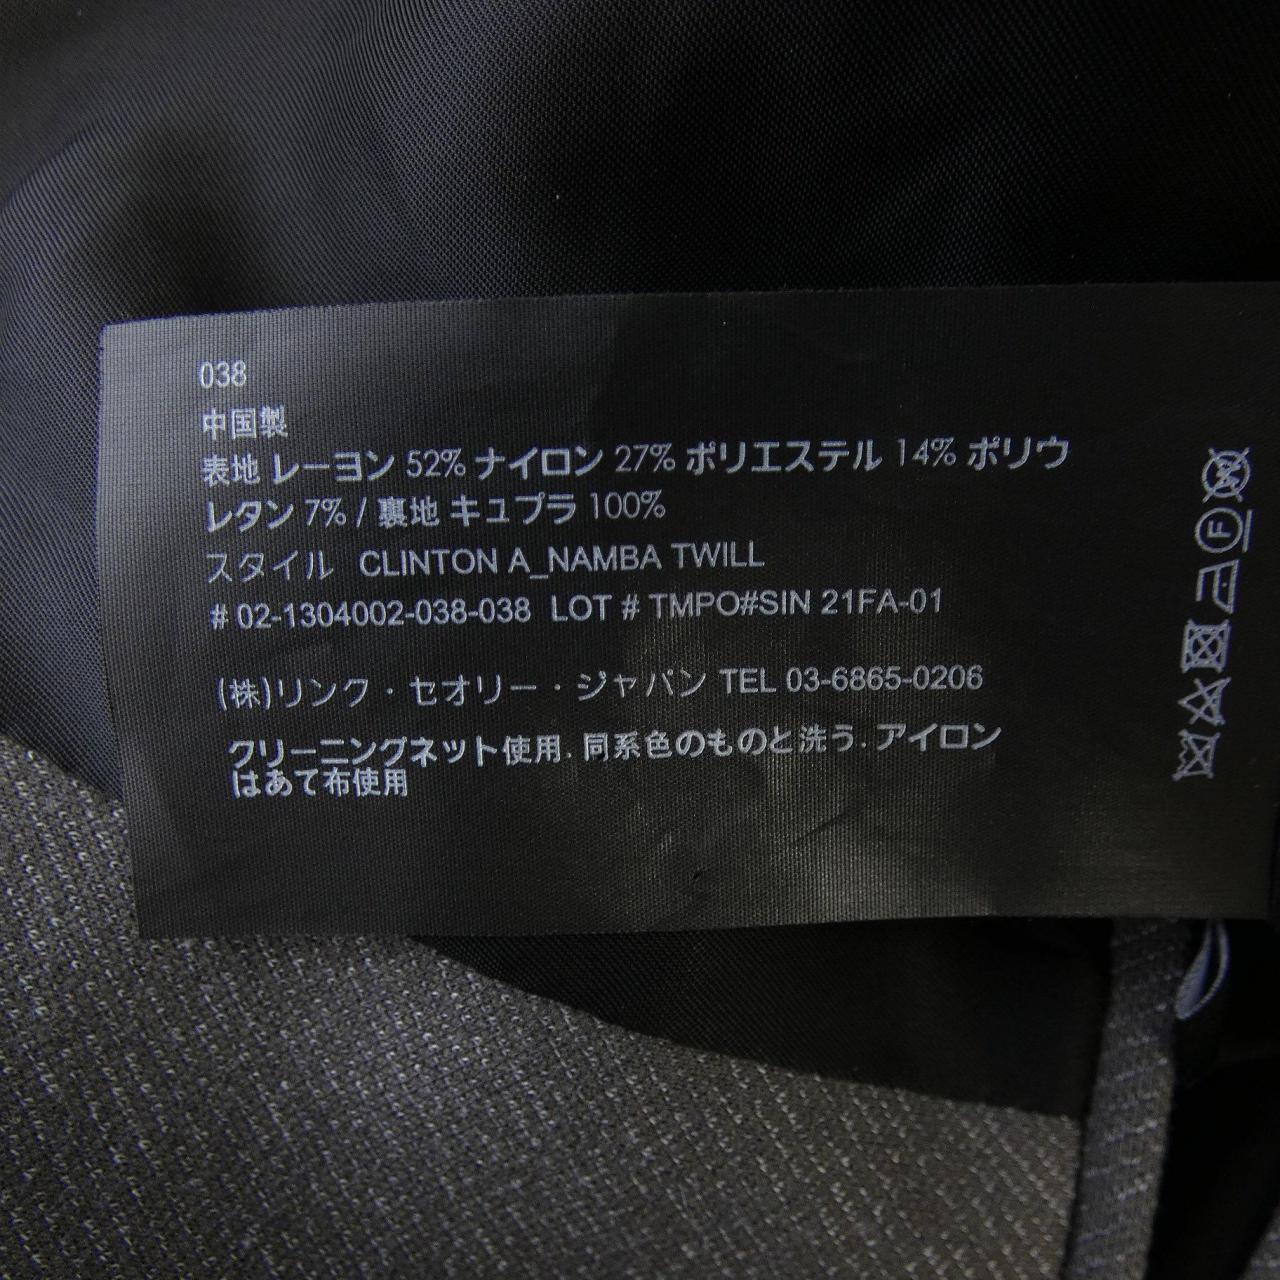 038
中国製
表地 レーヨン 52% ナイロン 27% ポリエステル 14% ポリウ
レタン 7% / 裏地 キュプラ 100%
スタイル CLINTON A_NAMBA TWILL
# 02-1304002-038-038 LOT # TMPO#SIN 21FA-01
(株)リンク・セオリー・ジャパン TEL 03-6865-0206
クリーニングネット使用. 同系色のものと洗う. アイロン
はあて布使用
W
F